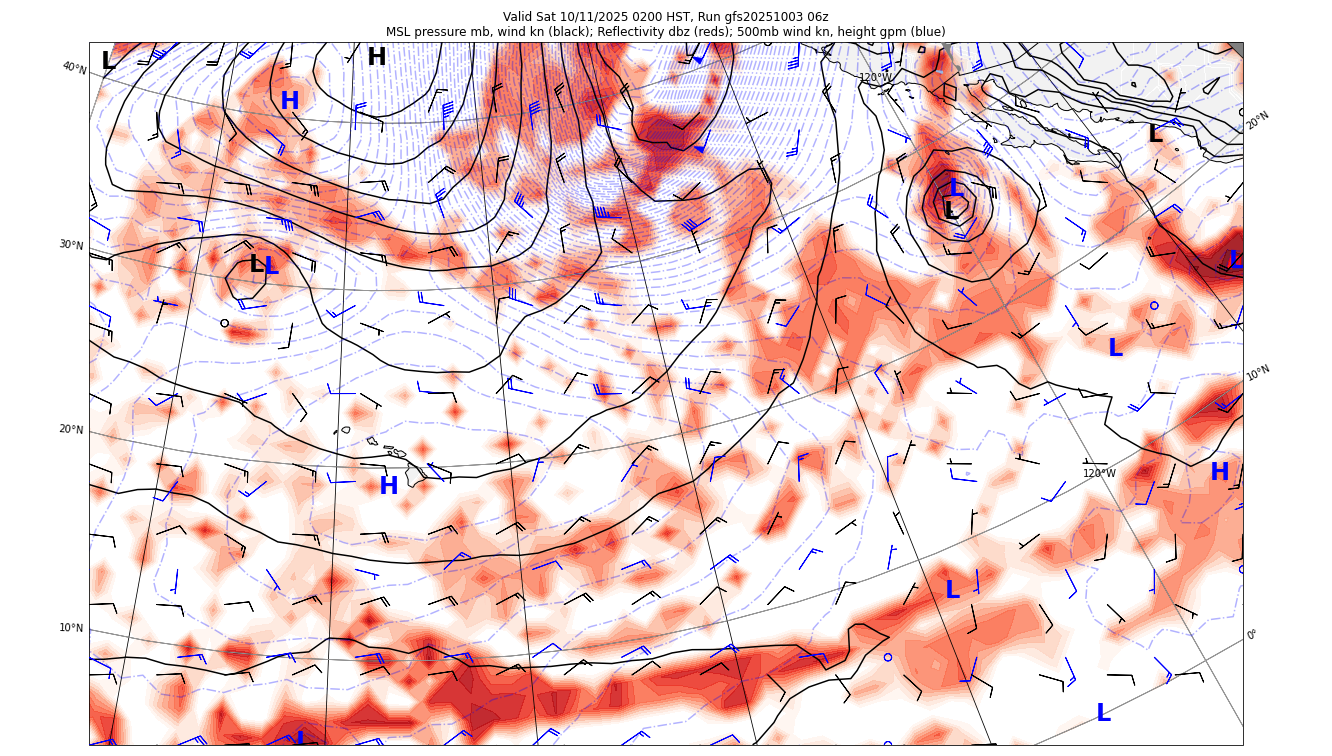 Valid Sat 10/11/2025 0200 HST, Run gfs20251003 06z
MSL pressure mb, wind kn (black); Reflectivity dbz (reds); 500mb wind kn, height gpm (blue)
L
H
40°N
120°W
H
20°N
L
L
L
30°N
L
L
L
L
10°N
20°N
H
120°W
H
L
10°N
0°
L
L